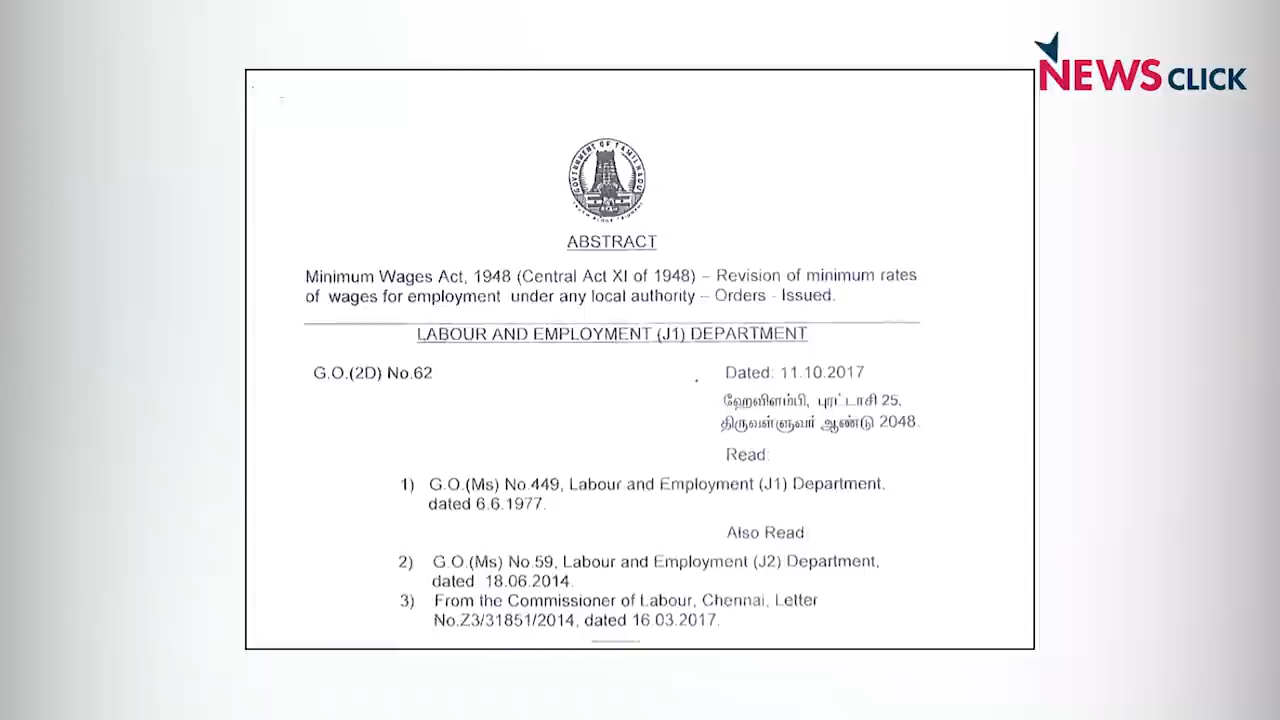 NEWS CLICK
GOVERNMENT OF TAMILNADU
ABSTRACT
Minimum Wages Act, 1948 (Central Act XI of 1948) – Revision of minimum rates
of wages for employment under any local authority – Orders - Issued.
LABOUR AND EMPLOYMENT (J1) DEPARTMENT
G.O.(2D) No.62
Dated: 11.10.2017
ஹேவிளம்பி, புரட்டாசி 25,
திருவள்ளுவர் ஆண்டு 2048.
Read:
1) G.O.(Ms) No.449, Labour and Employment (J1) Department,
dated 6.6.1977.
Also Read
2) G.O.(Ms) No.59, Labour and Employment (J2) Department,
dated 18.06.2014.
3) From the Commissioner of Labour, Chennai, Letter
No.Z3/31851/2014, dated 16.03.2017.